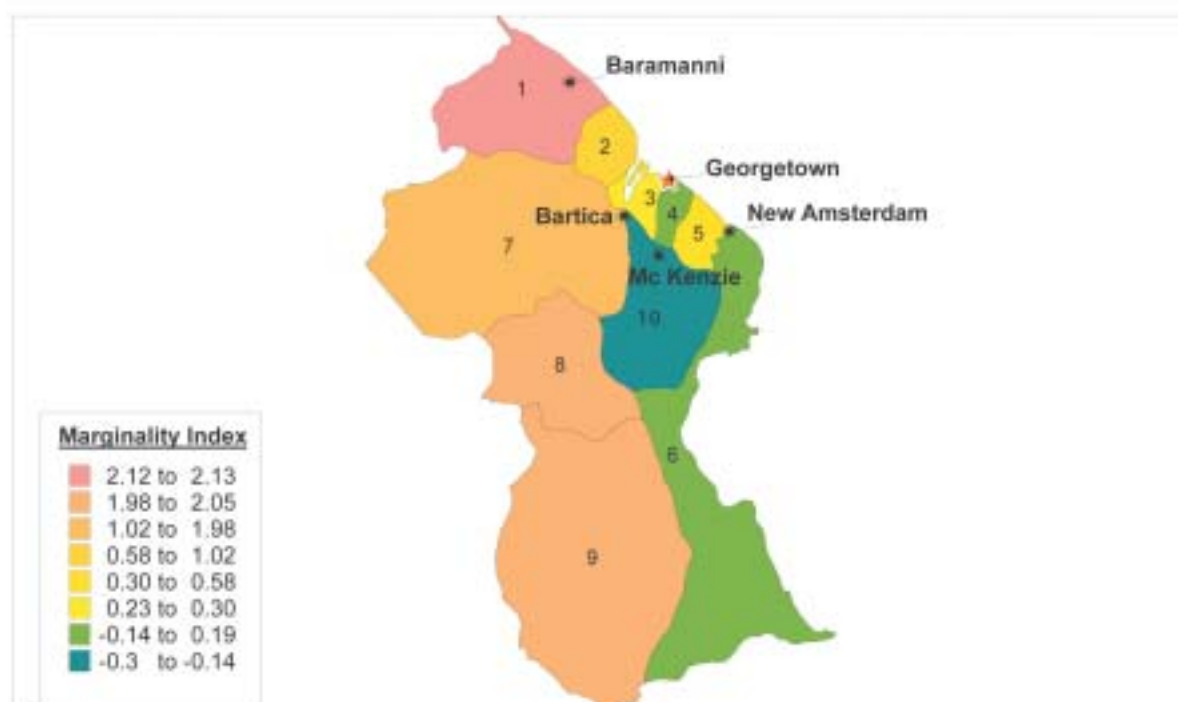 Baramanni
1
2
Georgetown
3
4
New Amsterdam
Bartica
5
7
Mc Kenzie
10
8
6
9
Marginality Index
2.12 to 2.13
1.98 to 2.05
1.02 to 1.98
0.58 to 1.02
0.30 to 0.58
0.23 to 0.30
-0.14 to 0.19
-0.3 to -0.14